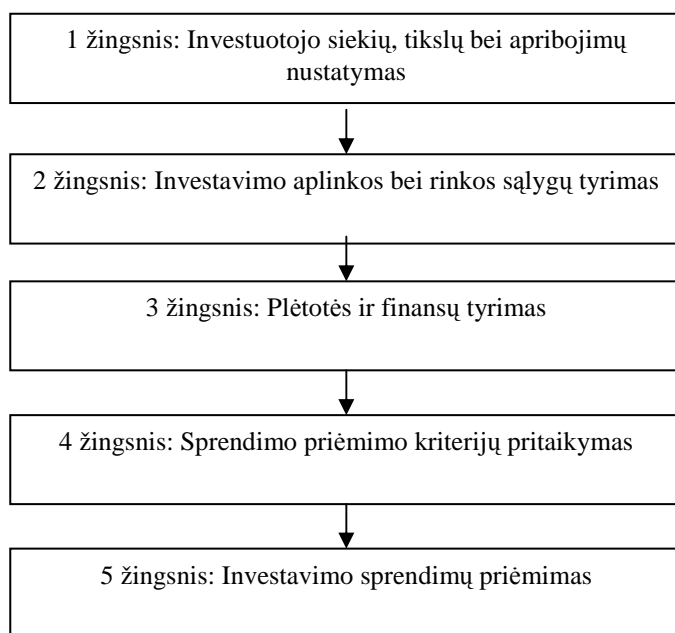 1 žingsnis: Investuotojo siekių, tikslų bei apribojimų
nustatymas
2 žingsnis: Investavimo aplinkos bei rinkos sąlygų tyrimas
3 žingsnis: Plėtotės ir finansų tyrimas
4 žingsnis: Sprendimo priėmimo kriterijų pritaikymas
5 žingsnis: Investavimo sprendimų priėmimas